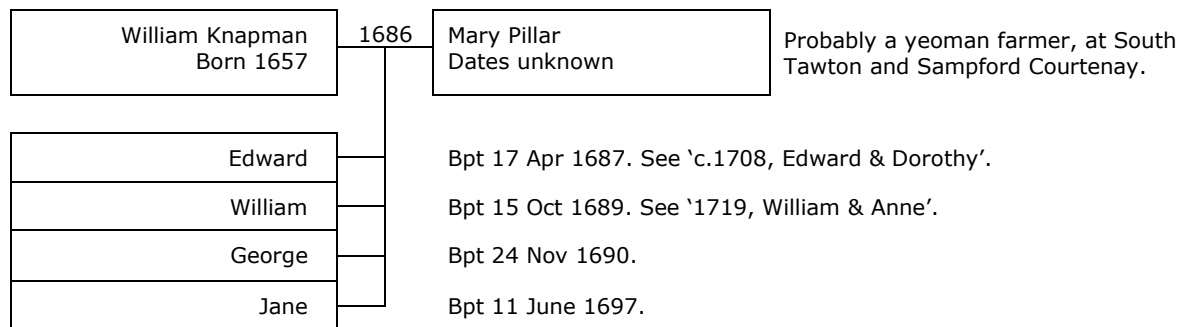 William Knapman
Born 1657
1686
Mary Pillar
Dates unknown
Probably a yeoman farmer, at South
Tawton and Sampford Courtenay.
Edward
Bpt 17 Apr 1687. See ‘c.1708, Edward & Dorothy’.
William
Bpt 15 Oct 1689. See ‘1719, William & Anne’.
George
Bpt 24 Nov 1690.
Jane
Bpt 11 June 1697.